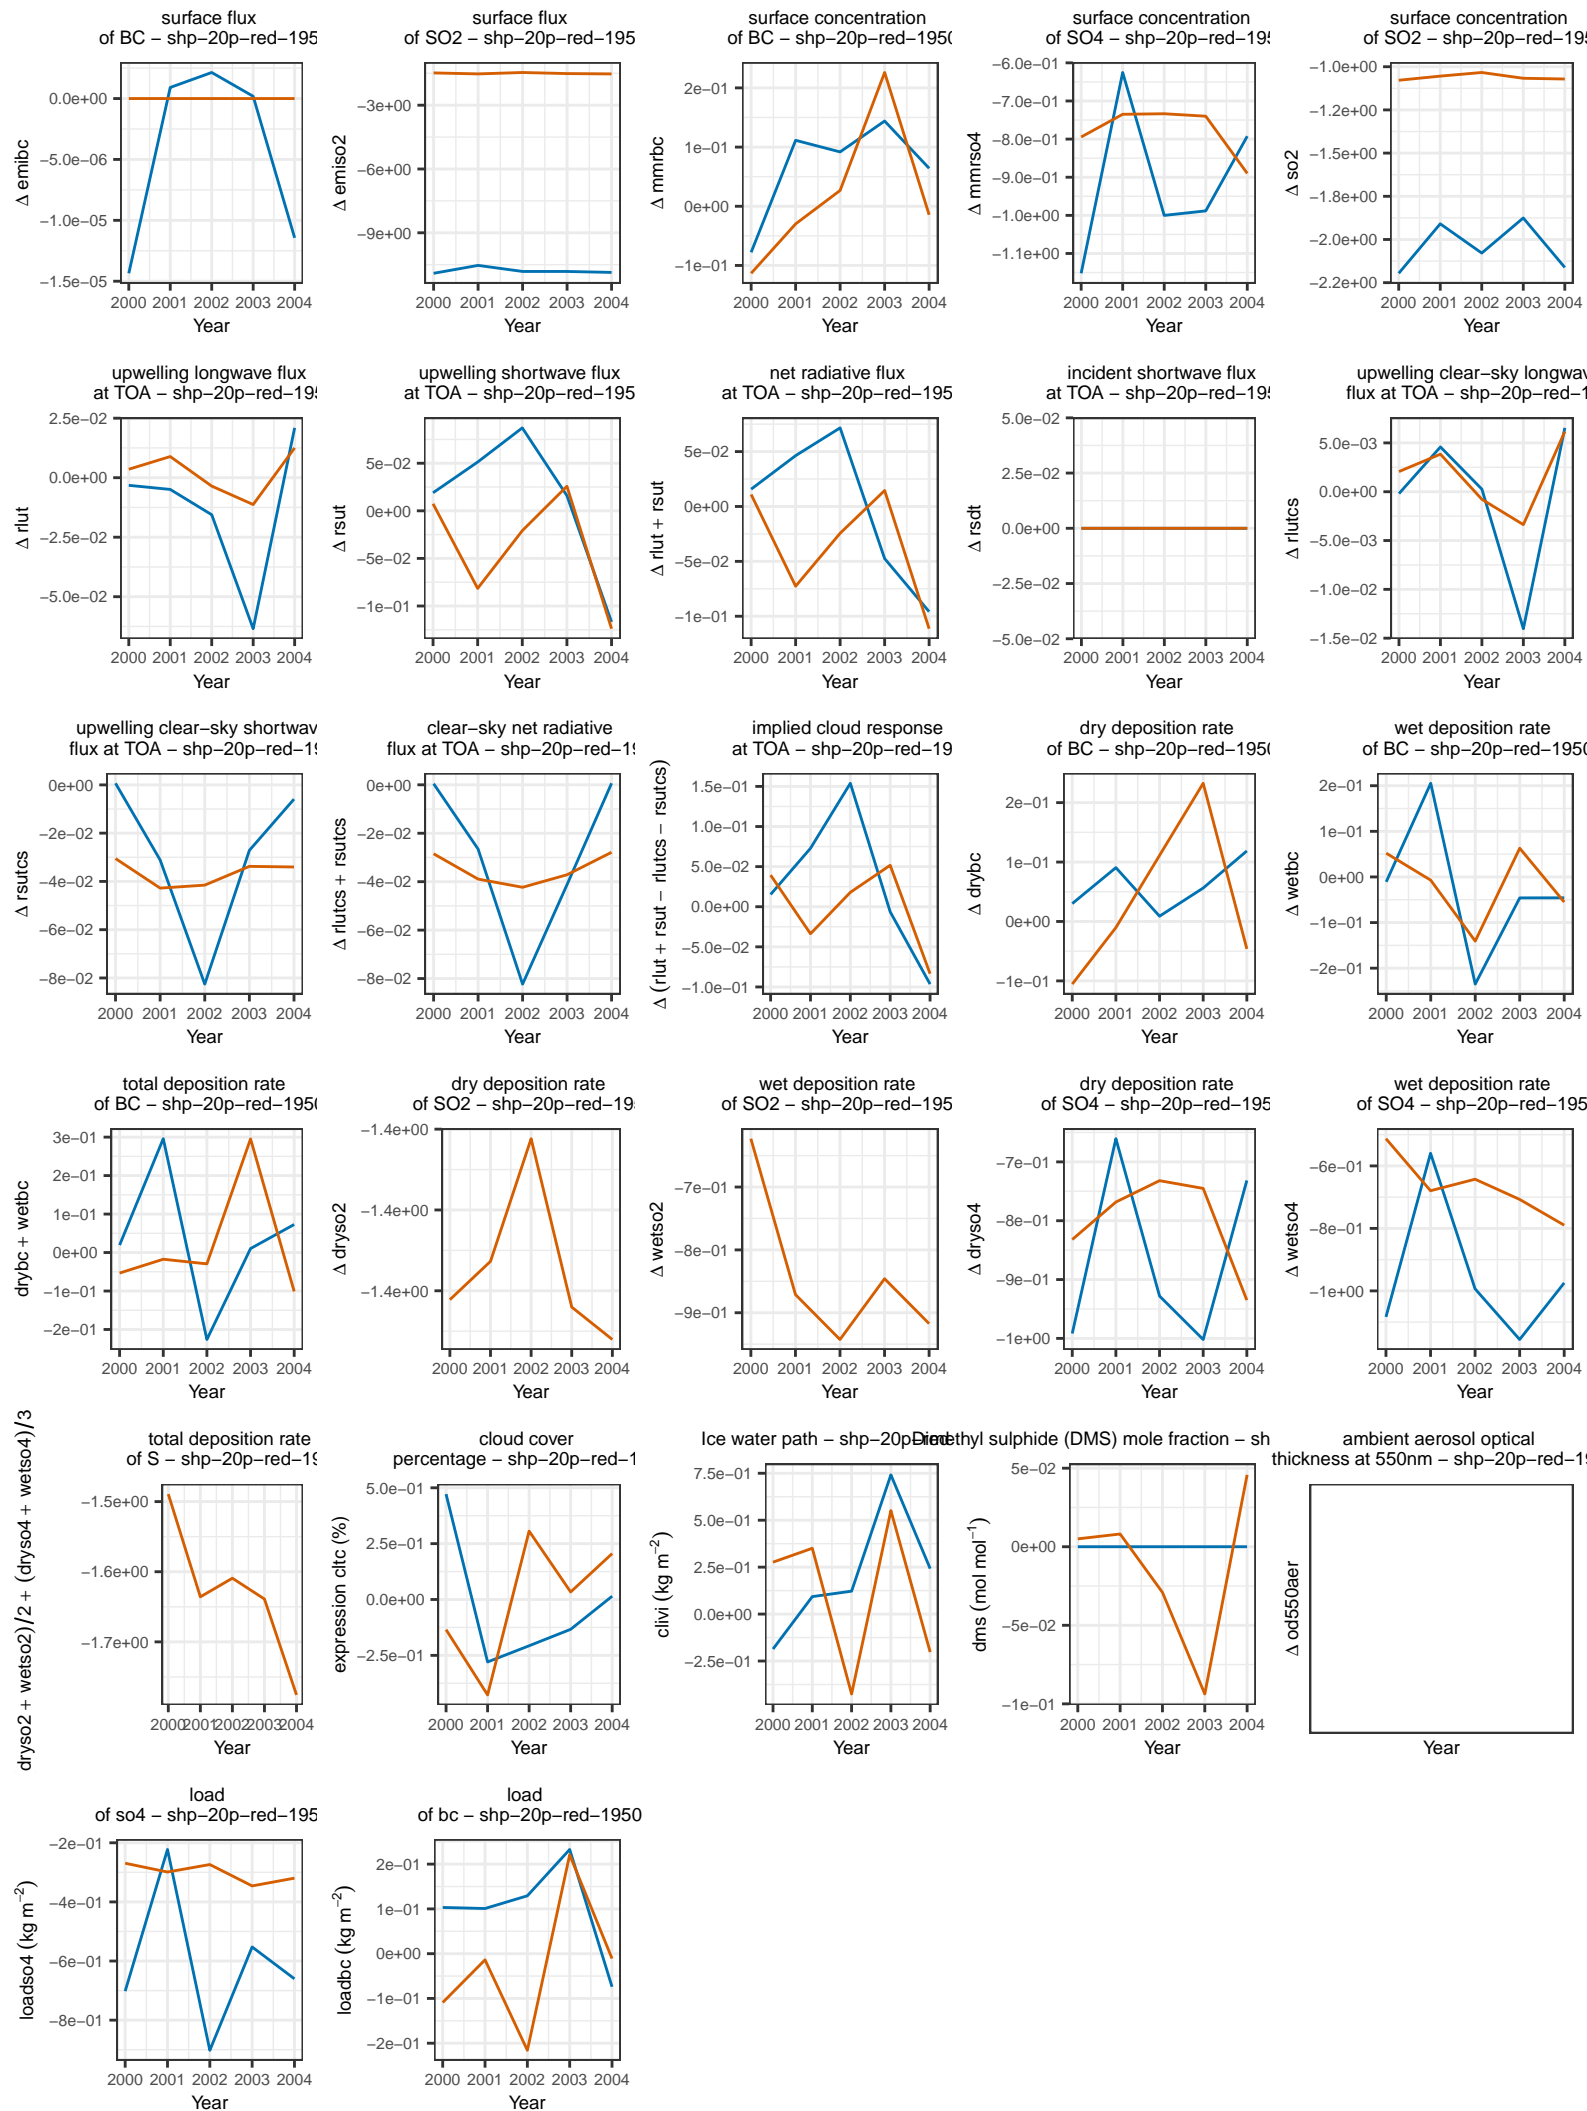 surface flux
of BC − shp−20p−red−195
Δ emibc
0.0e+00
−5.0e−06
−1.0e−05
−1.5e−05
2000 2001 2002 2003 2004
Year
surface flux
of SO2 − shp−20p−red−195
Δ emiso2
−3e+00
−6e+00
−9e+00
2000 2001 2002 2003 2004
Year
surface concentration
of BC − shp−20p−red−1950
Δ mmrbc
2e−01
1e−01
0e+00
−1e−01
2000 2001 2002 2003 2004
Year
surface concentration
of SO4 − shp−20p−red−195
Δ mmrso4
−6.0e−01
−7.0e−01
−8.0e−01
−9.0e−01
−1.0e+00
−1.1e+00
2000 2001 2002 2003 2004
Year
surface concentration
of SO2 − shp−20p−red−195
Δ so2
−1.0e+00
−1.2e+00
−1.5e+00
−1.8e+00
−2.0e+00
−2.2e+00
2000 2001 2002 2003 2004
Year
upwelling longwave flux
at TOA − shp−20p−red−195
Δ rlut
2.5e−02
0.0e+00
−2.5e−02
−5.0e−02
2000 2001 2002 2003 2004
Year
upwelling shortwave flux
at TOA − shp−20p−red−195
Δ rsut
5e−02
0e+00
−5e−02
−1e−01
2000 2001 2002 2003 2004
Year
net radiative flux
at TOA − shp−20p−red−195
Δ rlut + rsut
5e−02
0e+00
−5e−02
−1e−01
2000 2001 2002 2003 2004
Year
incident shortwave flux
at TOA − shp−20p−red−195
Δ rsdt
5.0e−02
2.5e−02
0.0e+00
−2.5e−02
−5.0e−02
2000 2001 2002 2003 2004
Year
upwelling clear−sky longwav
flux at TOA − shp−20p−red−1
Δ rlutcs
5.0e−03
0.0e+00
−5.0e−03
−1.0e−02
−1.5e−02
2000 2001 2002 2003 2004
Year
upwelling clear−sky shortwav
flux at TOA − shp−20p−red−19
Δ rsutcs
0e+00
−2e−02
−4e−02
−6e−02
−8e−02
2000 2001 2002 2003 2004
Year
clear−sky net radiative
flux at TOA − shp−20p−red−19
Δ rlutcs + rsutcs
0e+00
−2e−02
−4e−02
−6e−02
−8e−02
2000 2001 2002 2003 2004
Year
implied cloud response
at TOA − shp−20p−red−19
Δ (rlut + rsut − rlutcs − rsutcs)
1.5e−01
1.0e−01
5.0e−02
0.0e+00
−5.0e−02
−1.0e−01
2000 2001 2002 2003 2004
Year
dry deposition rate
of BC − shp−20p−red−1950
Δ drybc
2e−01
1e−01
0e+00
−1e−01
2000 2001 2002 2003 2004
Year
wet deposition rate
of BC − shp−20p−red−1950
Δ wetbc
2e−01
1e−01
0e+00
−1e−01
−2e−01
2000 2001 2002 2003 2004
Year
total deposition rate
of BC − shp−20p−red−1950
drybc + wetbc
3e−01
2e−01
1e−01
0e+00
−1e−01
−2e−01
2000 2001 2002 2003 2004
Year
dry deposition rate
of SO2 − shp−20p−red−19
Δ dryso2
−1.4e+00
−1.4e+00
−1.4e+00
2000 2001 2002 2003 2004
Year
wet deposition rate
of SO2 − shp−20p−red−195
Δ wetso2
−7e−01
−8e−01
−9e−01
2000 2001 2002 2003 2004
Year
dry deposition rate
of SO4 − shp−20p−red−195
Δ dryso4
−7e−01
−8e−01
−9e−01
−1e+00
2000 2001 2002 2003 2004
Year
wet deposition rate
of SO4 − shp−20p−red−195
Δ wetso4
−6e−01
−8e−01
−1e+00
2000 2001 2002 2003 2004
Year
total deposition rate
of S − shp−20p−red−19
dryso2 + wetso2)/2 + (dryso4 + wetso4)/3
−1.5e+00
−1.6e+00
−1.7e+00
2000 2001 2002 2003 2004
Year
cloud cover
percentage − shp−20p−red−1
expression cltc (%)
5.0e−01
2.5e−01
0.0e+00
−2.5e−01
2000 2001 2002 2003 2004
Year
Ice water path − shp−20p−red
clivi (kg m−2)
7.5e−01
5.0e−01
2.5e−01
0.0e+00
−2.5e−01
2000 2001 2002 2003 2004
Year
Dimethyl sulphide (DMS) mole fraction − sh
dms (mol mol−1)
5e−02
0e+00
−5e−02
−1e−01
2000 2001 2002 2003 2004
Year
ambient aerosol optical
thickness at 550nm − shp−20p−red−19
Δ od550aer
Year
load
of so4 − shp−20p−red−195
loadso4 (kg m−2)
−2e−01
−4e−01
−6e−01
−8e−01
2000 2001 2002 2003 2004
Year
load
of bc − shp−20p−red−1950
loadbc (kg m−2)
2e−01
1e−01
0e+00
−1e−01
−2e−01
2000 2001 2002 2003 2004
Year